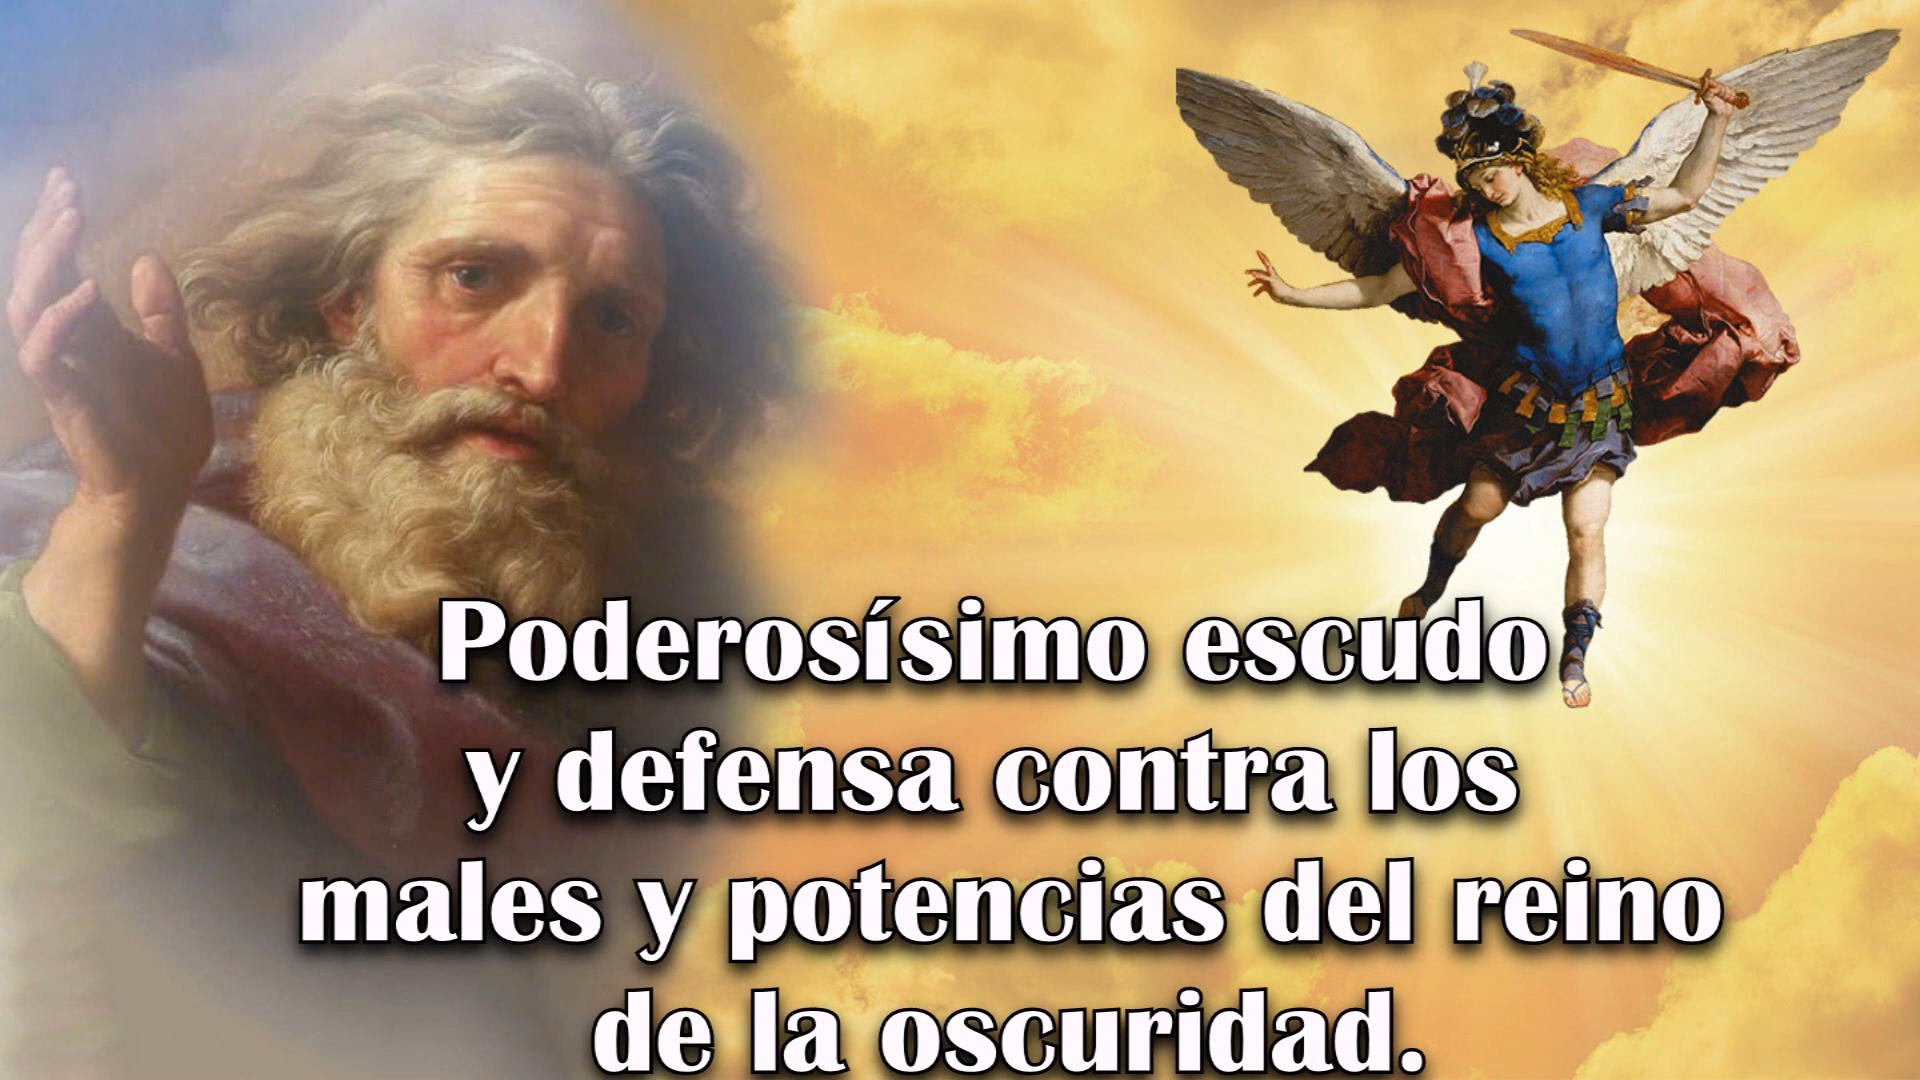 Poderosísimo escudo
y defensa contra los
males y potencias del reino
de la oscuridad.